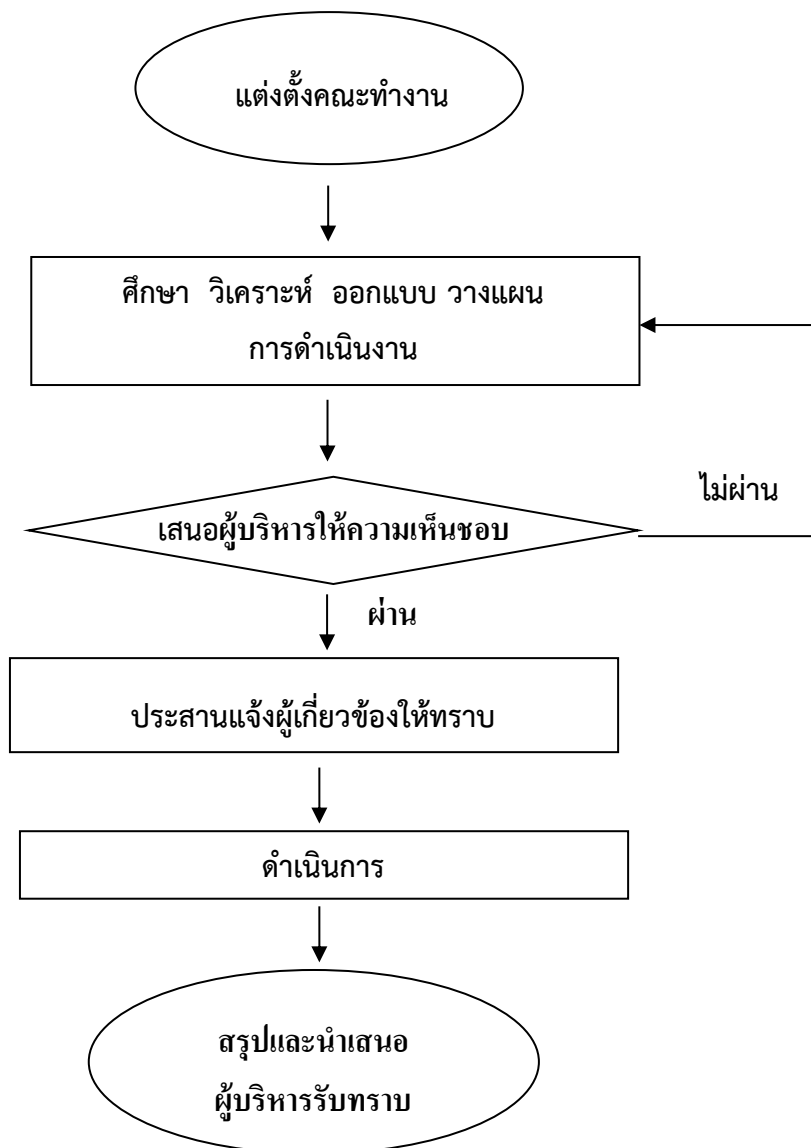 แต่งตั้งคณะทำงาน
ศึกษา วิเคราะห์ ออกแบบ วางแผน
การดำเนินงาน
ไม่ผ่าน
เสนอผู้บริหารให้ความเห็นชอบ
ผ่าน
ประสานแจ้งผู้เกี่ยวข้องให้ทราบ
ดำเนินการ
สรุปและนำเสนอ
ผู้บริหารรับทราบ